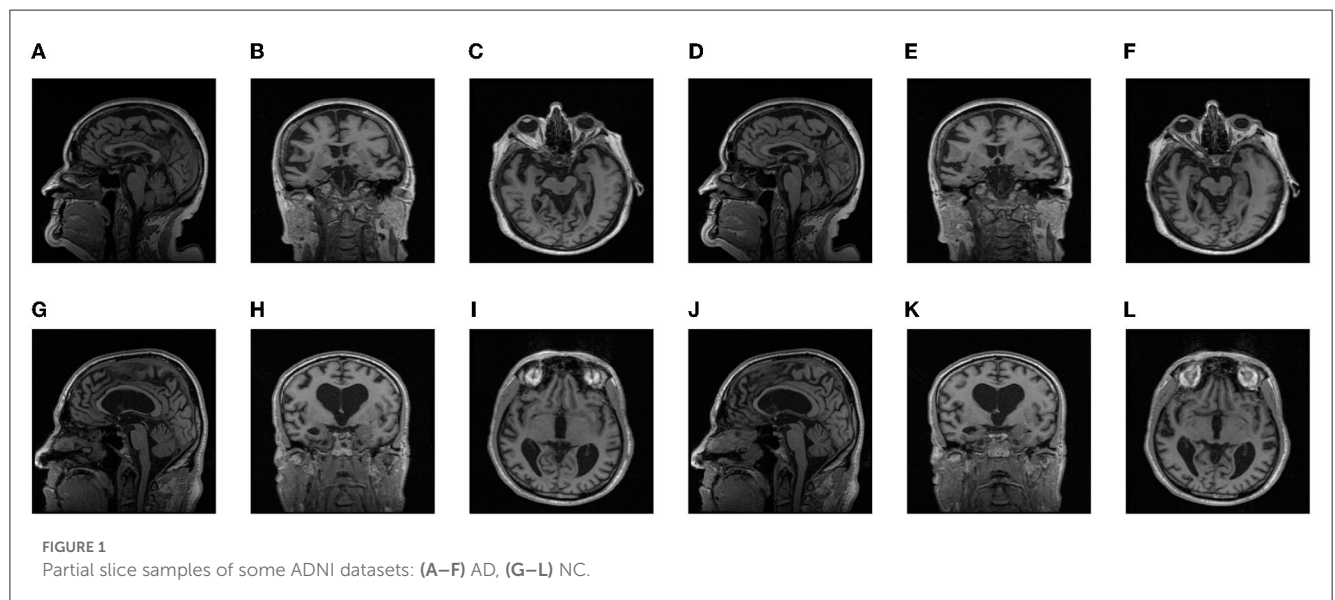 A B C D E F
G H I J K L
FIGURE 1
Partial slice samples of some ADNI datasets: (A–F) AD, (G–L) NC.